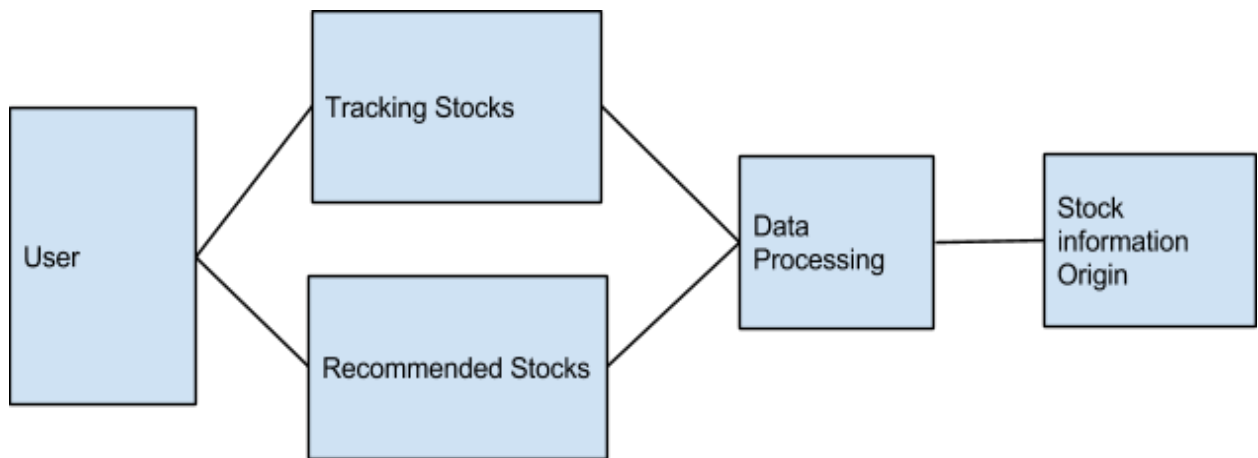 User
Tracking Stocks
Recommended Stocks
Data
Processing
Stock
information
Origin